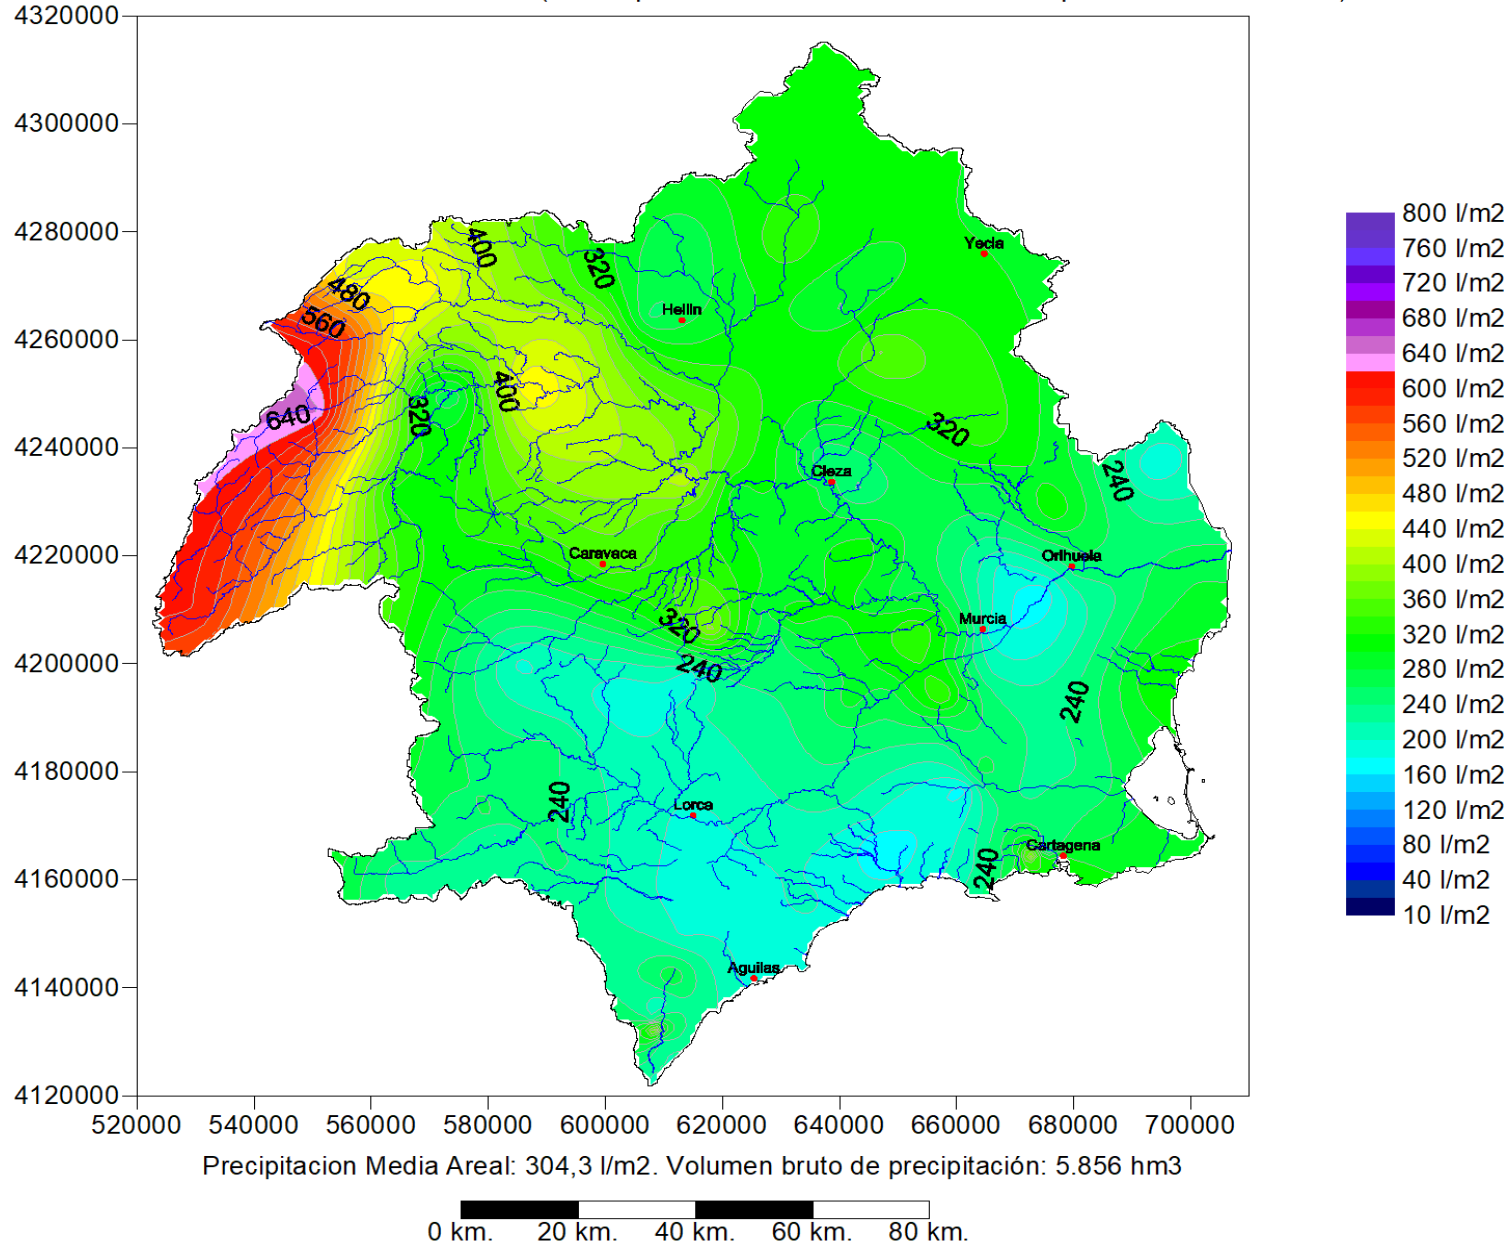 4320000
4300000
4280000
4260000
4240000
4220000
4200000
4180000
4160000
4140000
4120000
520000 540000 560000 580000 600000 620000 640000 660000 680000 700000
400
320
Yecla
480
Hellin
560
400
320
640
320
Cieza
240
Caravaca
Orihuela
320
Murcia
240
240
240
Lorca
Cartagena
240
Aguilas
800 l/m2
760 l/m2
720 l/m2
680 l/m2
640 l/m2
600 l/m2
560 l/m2
520 l/m2
480 l/m2
440 l/m2
400 l/m2
360 l/m2
320 l/m2
280 l/m2
240 l/m2
200 l/m2
160 l/m2
120 l/m2
80 l/m2
40 l/m2
10 l/m2
Precipitacion Media Areal: 304,3 l/m2. Volumen bruto de precipitación: 5.856 hm3
0 km. 20 km. 40 km. 60 km. 80 km.